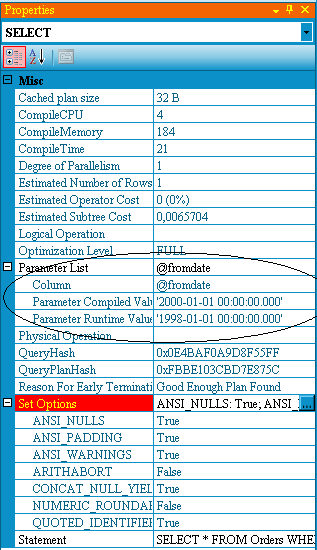 Properties
SELECT
Misc
Cached plan size 32 B
CompileCPU 4
CompileMemory 184
CompileTime 21
Degree of Parallelism 1
Estimated Number of Rows 1
Estimated Operator Cost 0 (0%)
Estimated Subtree Cost 0,0065704
Logical Operation
Optimization Level FULL
Parameter List @fromdate
Column @fromdate
Parameter Compiled Valu '2000-01-01 00:00:00.000'
Parameter Runtime Value '1998-01-01 00:00:00.000'
Physical Operation
QueryHash 0x0E4BAF0A9D8F55FF
QueryPlanHash 0xFBBE103CBD7E875C
Reason For Early Terminati Good Enough Plan Found
Set Options ANSI_NULLS: True; ANSI_ ...
ANSI_NULLS True
ANSI_PADDING True
ANSI_WARNINGS True
ARITHABORT False
CONCAT_NULL_YIEL True
NUMERIC_ROUNDA False
QUOTED_IDENTIFIE True
Statement SELECT * FROM Orders WHE